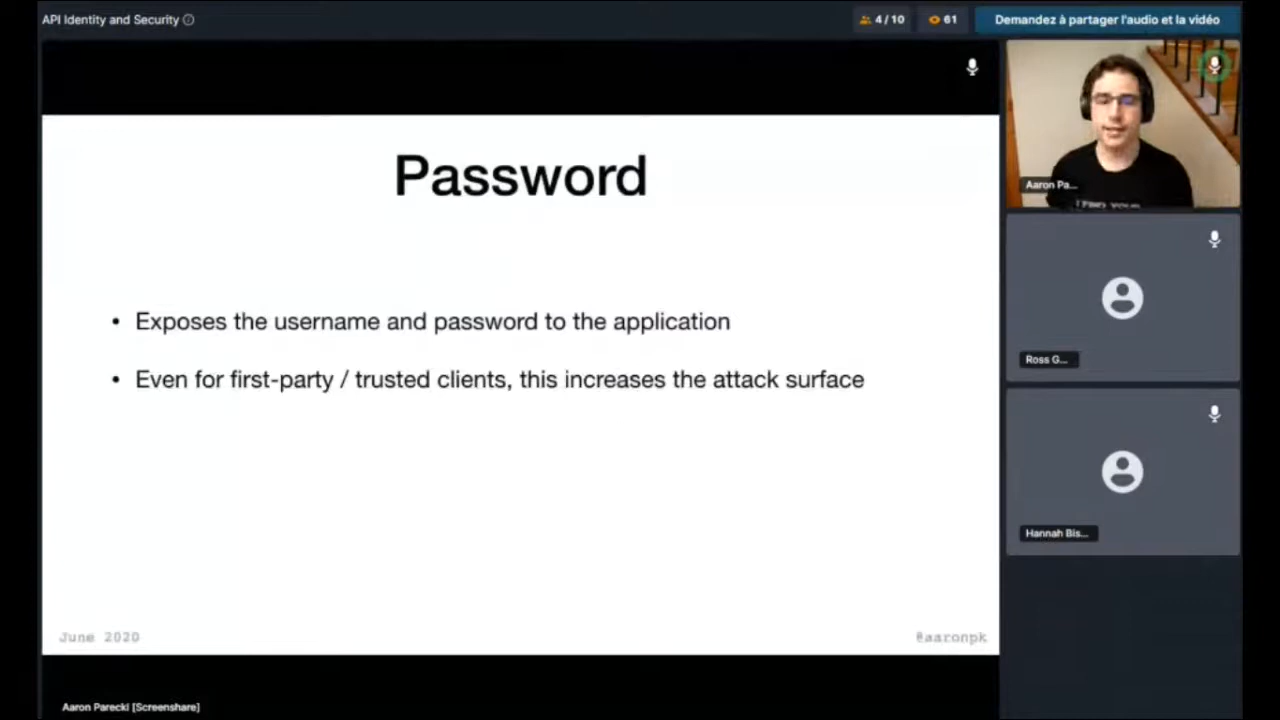 API Identity and Security
4 / 10
61
Demandez à partager l'audio et la vidéo
Password
• Exposes the username and password to the application
• Even for first-party / trusted clients, this increases the attack surface
June 2020
@aaronpk
Aaron Parecki [Screenshare]
Aaron Pa...
I FIND YOUR
Ross G...
Hannah Bis...